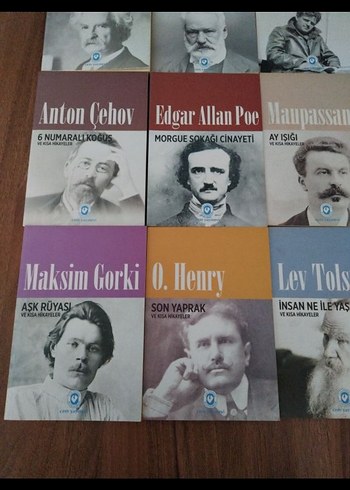 Anton Çehov
6 NUMARALI KOĞUŞ
VE KISA HİKAYELER
Edgar Allan Poe
MORGUE SOKAĞI CİNAYETİ
Maupassan
AY IŞIĞI
VE KISA HİKAYELER
Maksim Gorki
AŞK RÜYASI
VE KISA HİKAYELER
O. Henry
SON YAPRAK
VE KISA HİKAYELER
Lev Tols
İNSAN NE İLE YAŞ
VE KISA HİKAYELER